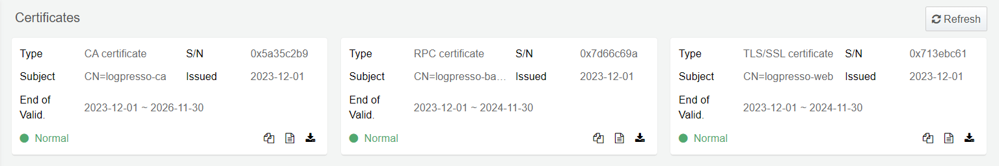 Certificates
Refresh
Type CA certificate S/N 0x5a35c2b9
Subject CN=logpresso-ca Issued 2023-12-01
End of
Valid. 2023-12-01 ~ 2026-11-30
Normal
Type RPC certificate S/N 0x7d66c69a
Subject CN=logpresso-ba... Issued 2023-12-01
End of
Valid. 2023-12-01 ~ 2024-11-30
Normal
Type TLS/SSL certificate S/N 0x713ebc61
Subject CN=logpresso-web Issued 2023-12-01
End of
Valid. 2023-12-01 ~ 2024-11-30
Normal